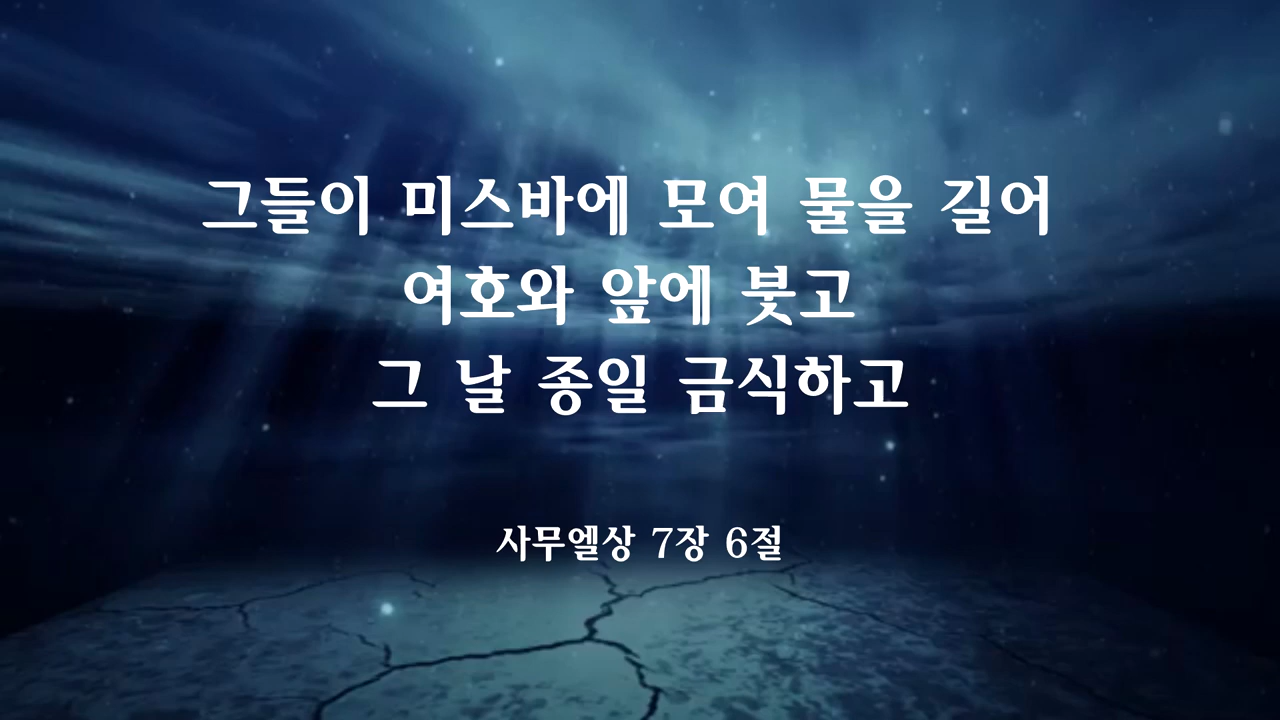 그들이 미스바에 모여 물을 길어
여호와 앞에 붓고
그 날 종일 금식하고
사무엘상 7장 6절